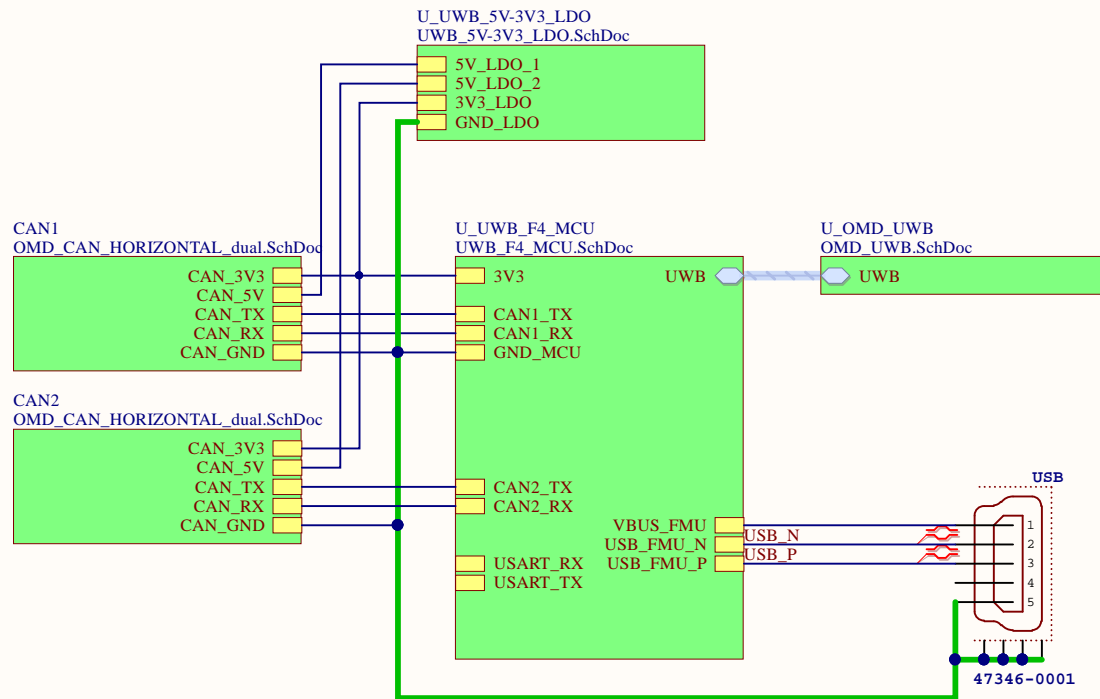 U_UWB_5V-3V3_LDO
UWB_5V-3V3_LDO.SchDoc
5V_LDO_1
5V_LDO_2
3V3_LDO
GND_LDO
CAN1
OMD_CAN_HORIZONTAL_dual.SchDoc
CAN_3V3
CAN_5V
CAN_TX
CAN_RX
CAN_GND
U_UWB_F4_MCU
UWB_F4_MCU.SchDoc
3V3
UWB
CAN1_TX
CAN1_RX
GND_MCU
U_OMD_UWB
OMD_UWB.SchDoc
UWB
CAN2
OMD_CAN_HORIZONTAL_dual.SchDoc
CAN_3V3
CAN_5V
CAN_TX
CAN_RX
CAN_GND
CAN2_TX
CAN2_RX
VBUS_FMU
USB_FMU_N
USB_FMU_P
USART_RX
USART_TX
USB_N
USB_P
USB
1
2
3
4
5
47346-0001